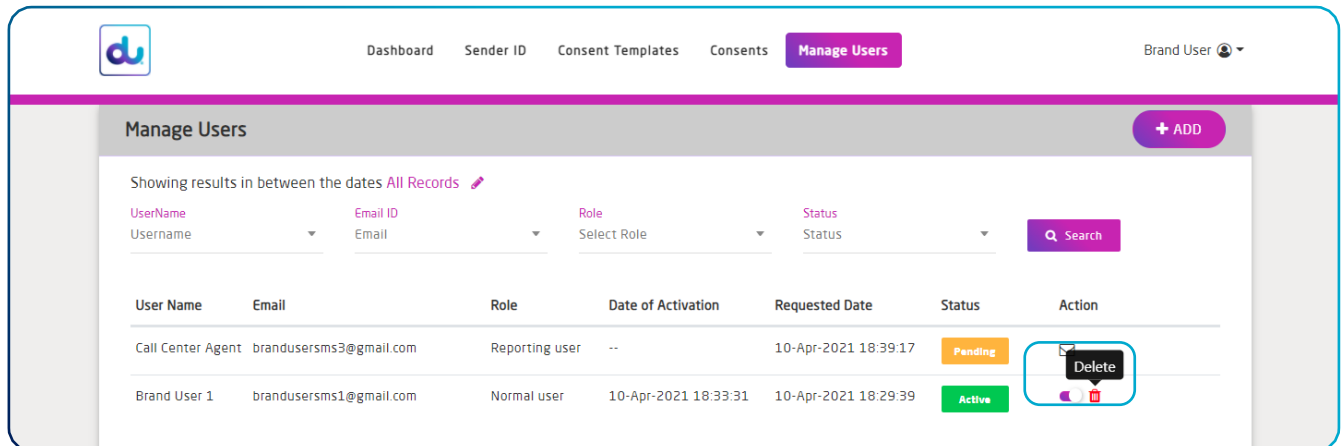 du
Dashboard Sender ID Consent Templates Consents Manage Users Brand User
Manage Users + ADD
Showing results in between the dates All Records
UserName Email ID Role Status
Username Email Select Role Status Search
User Name Email Role Date of Activation Requested Date Status Action
Call Center Agent brandusersms3@gmail.com Reporting user -- 10-Apr-2021 18:39:17 Pending
Delete
Brand User 1 brandusersms1@gmail.com Normal user 10-Apr-2021 18:33:31 10-Apr-2021 18:29:39 Active